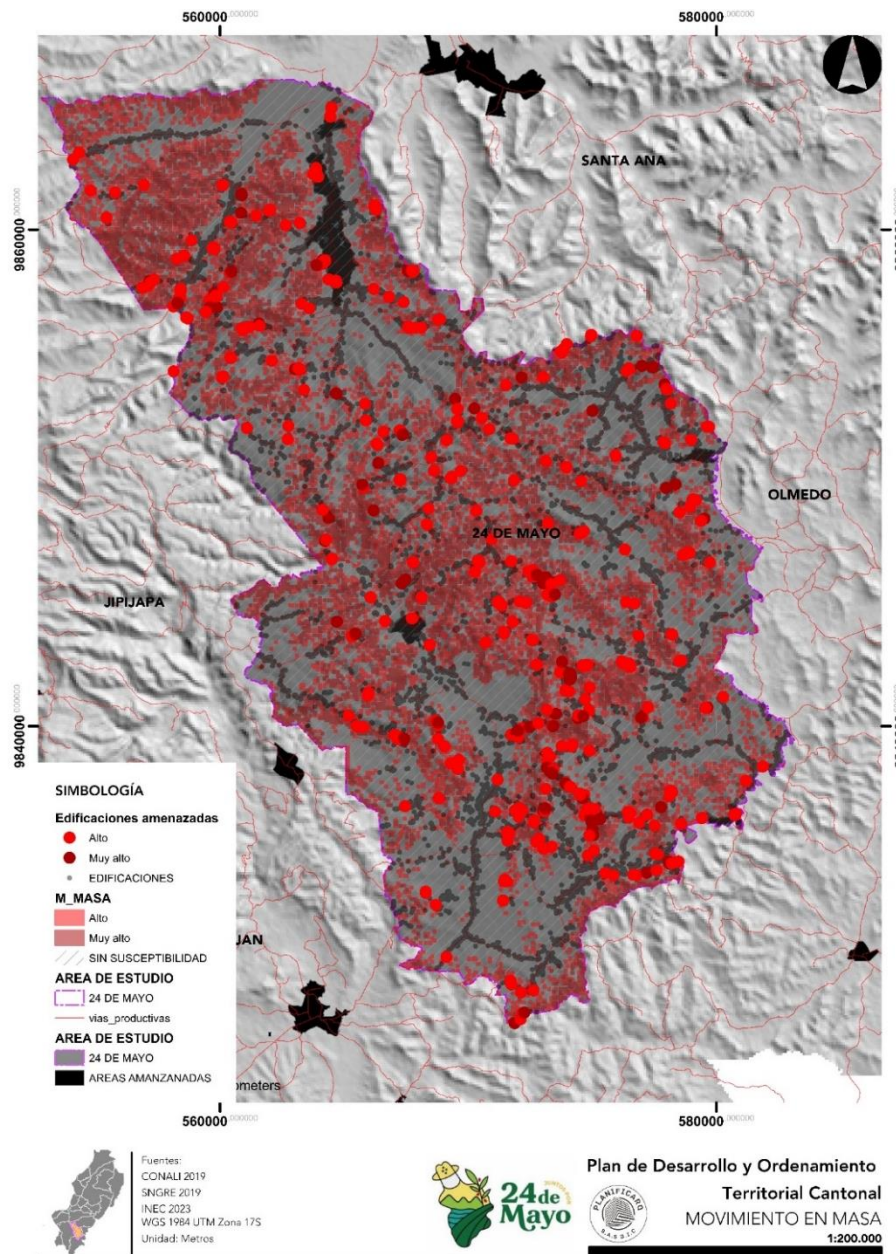 560000
580000
SANTA ANA
9860000
OLMEDO
24 DE MAYO
JIPIJAPA
9840000
SIMBOLOGÍA
Edificaciones amenazadas
Alto
Muy alto
EDIFICACIONES
M_MASA
Alto
Muy alto
SIN SUSCEPTIBILIDAD
AREA DE ESTUDIO
24 DE MAYO
vias_productivas
AREA DE ESTUDIO
24 DE MAYO
AREAS AMANZANADAS
JAN
ometers
560000
580000
Fuentes:
CONALI 2019
SNGRE 2019
INEC 2023
WGS 1984 UTM Zona 17S
Unidad: Metros
24 de
Mayo
PLANIFICARQ
S.A.S B.I.C
Plan de Desarrollo y Ordenamiento
Territorial Cantonal
MOVIMIENTO EN MASA
1:200.000